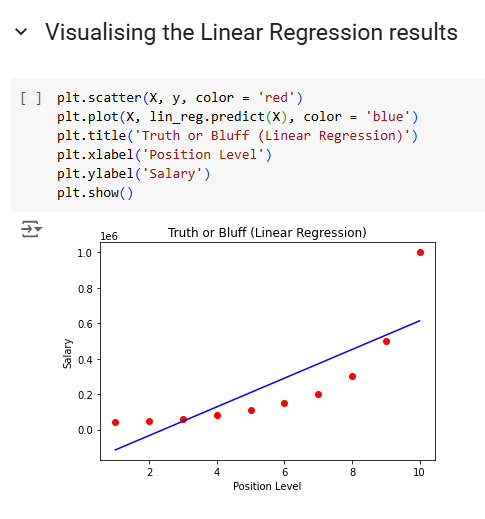 Visualising the Linear Regression results
[ ] plt.scatter(X, y, color = 'red')
plt.plot(X, lin_reg.predict(X), color = 'blue')
plt.title('Truth or Bluff (Linear Regression)')
plt.xlabel('Position Level')
plt.ylabel('Salary')
plt.show()
1e6
Truth or Bluff (Linear Regression)
1.0
0.8
0.6
0.4
0.2
0.0
Salary
2 4 6 8 10
Position Level